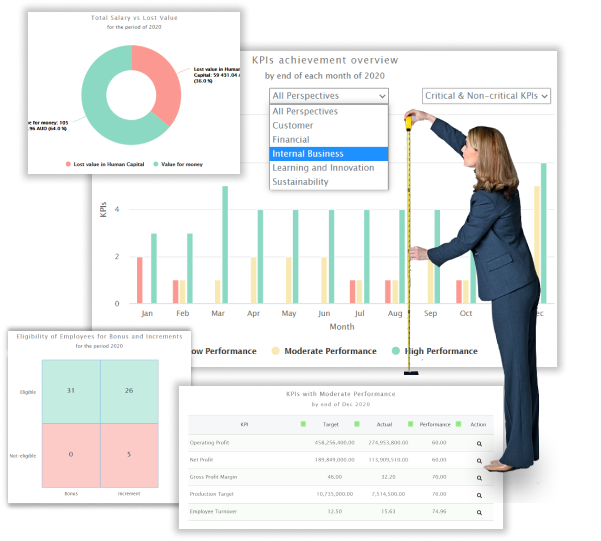 Total Salary vs Lost Value
for the period of 2020
Lost value in Human
Capital: 59 431.04 A
(36.0 %)
e for money: 105
.96 AUD (64.0 %)
Lost value in Human Capital
Value for money
KPIs achievement overview
by end of each month of 2020
All Perspectives
Critical & Non-critical KPIs
All Perspectives
Customer
Financial
Internal Business
Learning and Innovation
Sustainability
KPIs
4
2
0
Jan Feb Mar Apr May Jun Jul Aug Sep Oct ec
Month
ow Performance Moderate Performance High Performance
Eligibility of Employees for Bonus and Increments
for the period 2020
Eligible 31 26
Not-eligible 0 5
Bonus Increment
KPIs with Moderate Performance
by end of Dec 2020
KPI Target Actual Performance Action
Operating Profit 458,256,400.00 274,953,800.00 60.00
Net Profit 189,849,000.00 113,909,510.00 60.00
Gross Profit Margin 46.00 32.20 70.00
Production Target 10,735,000.00 7,514,500.00 70.00
Employee Turnover 12.50 15.63 74.96